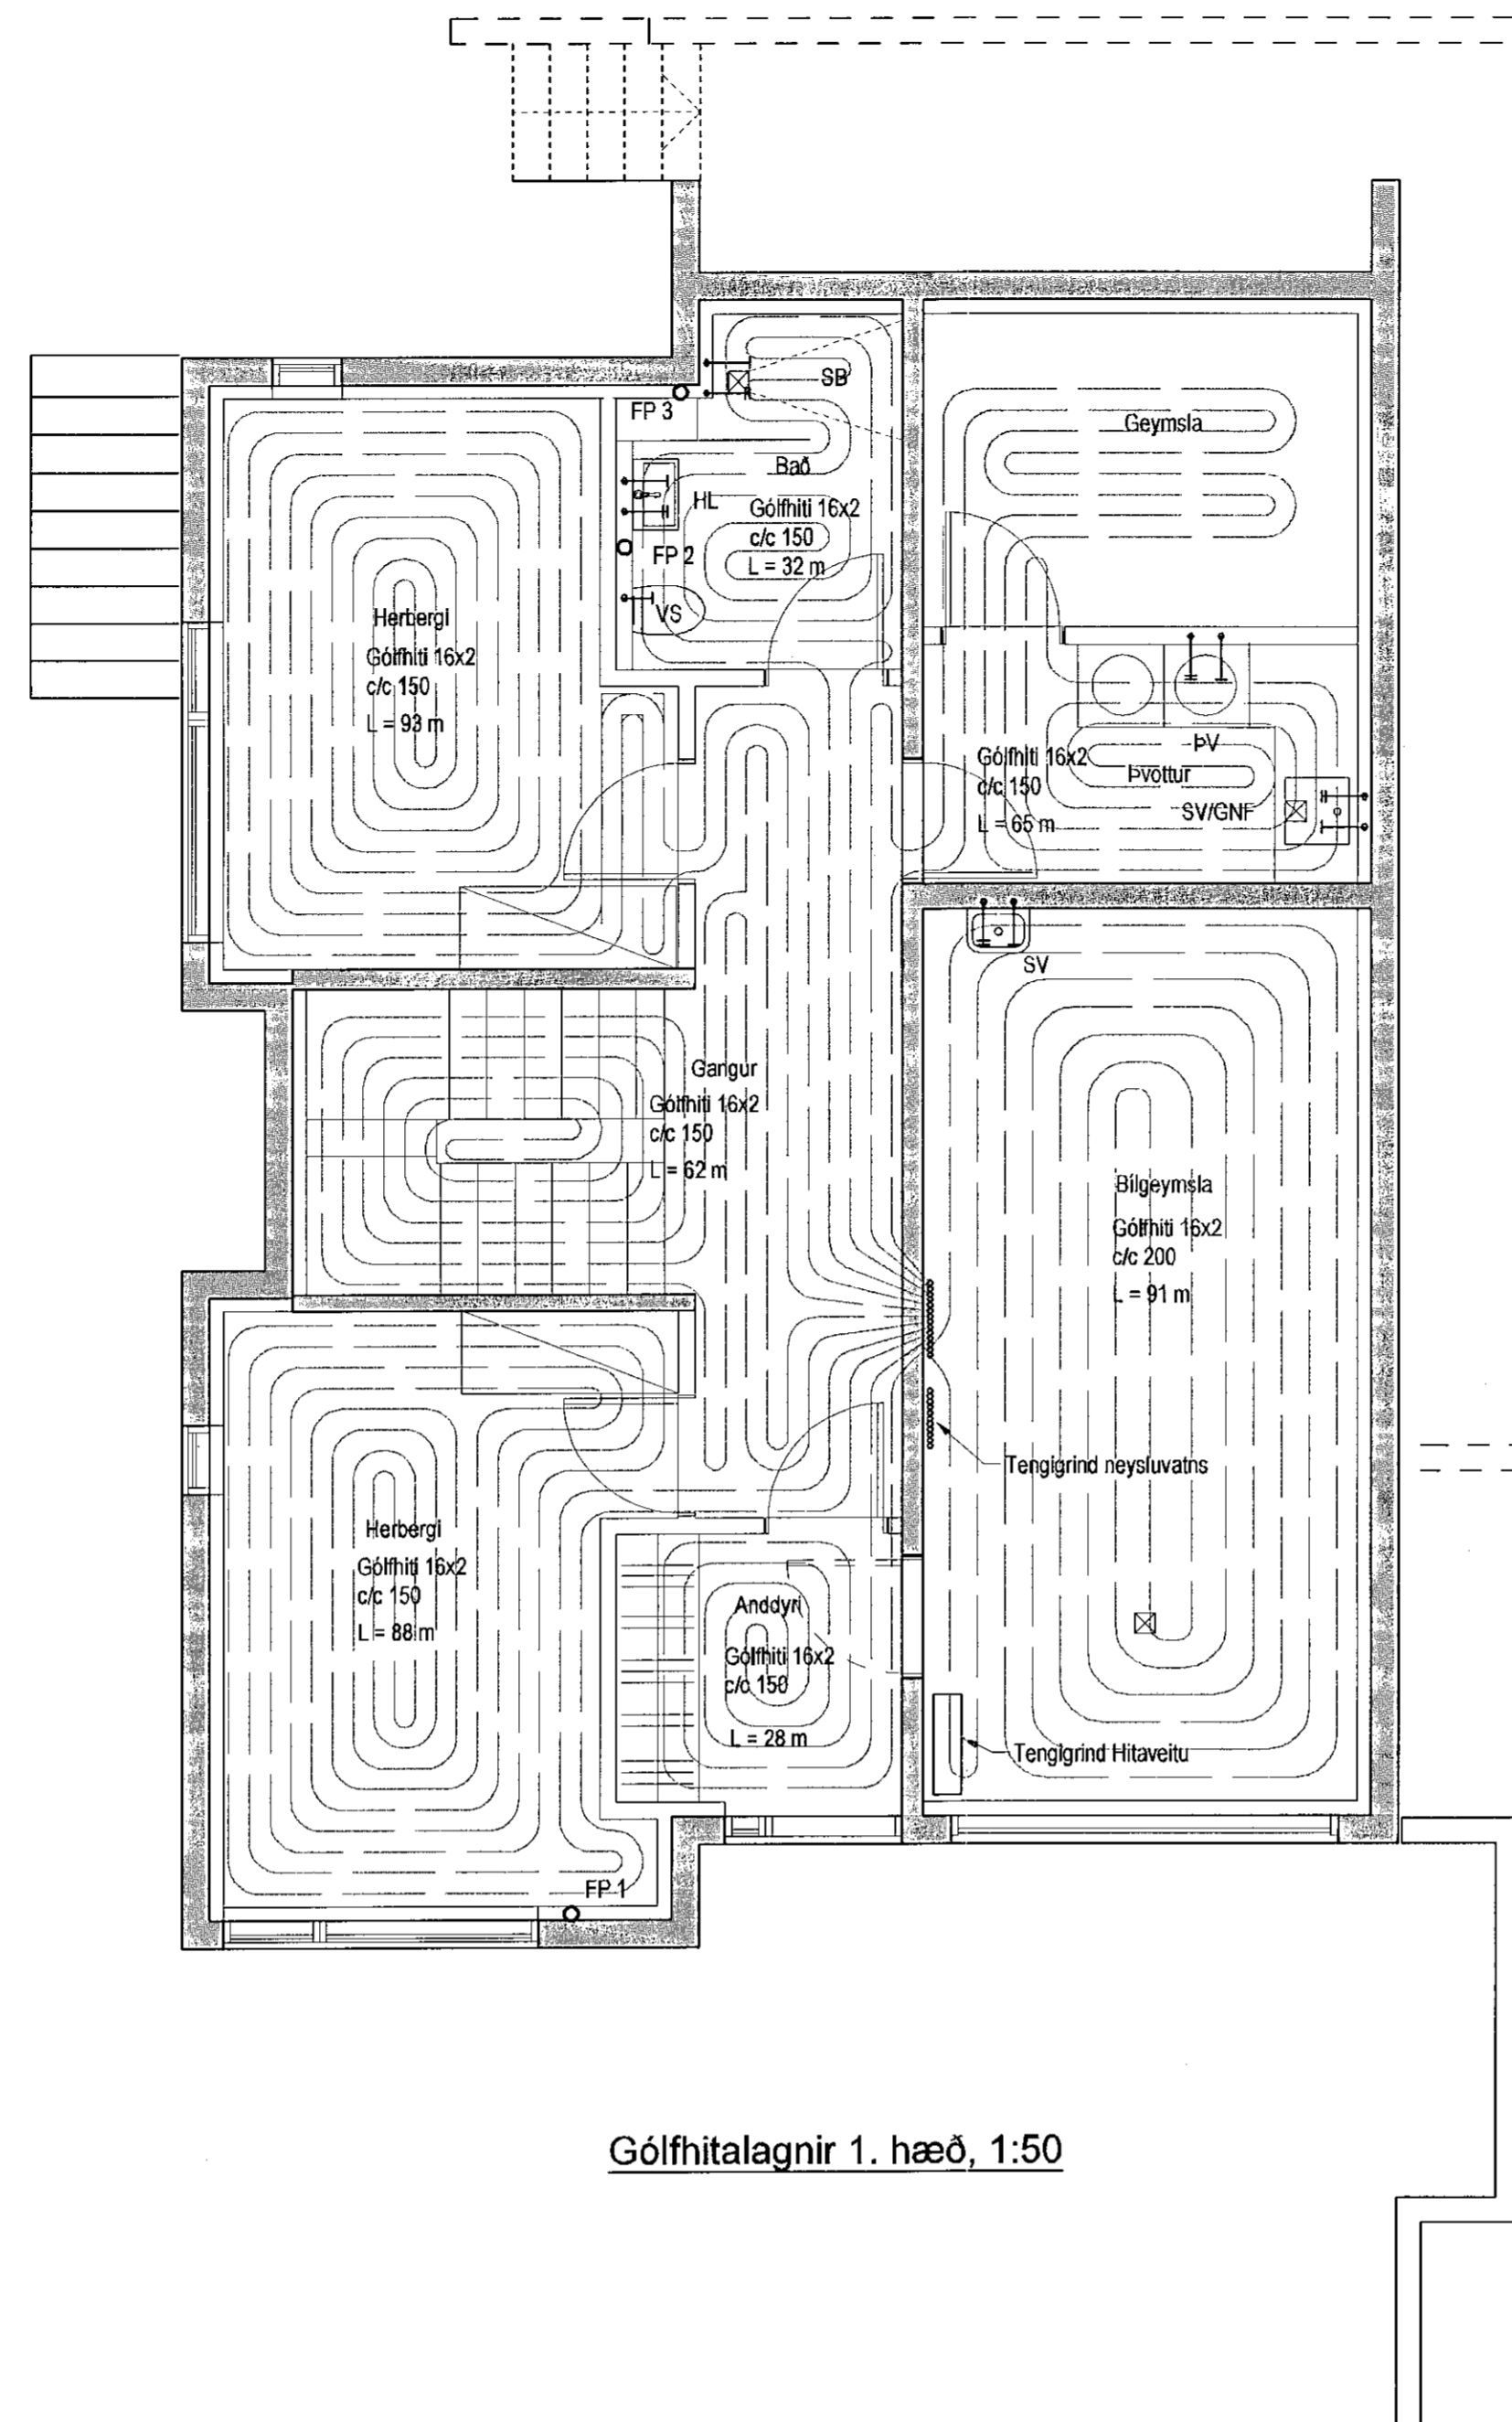 SB
FP 3
Geymsla
Bað
HL
Gólfhiti 16x2
c/c 150
L = 32 m
FP 2
VS
Herbergi
Gólfhiti 16x2
c/c 150
L = 93 m
ÞV
Gólfhiti 16x2
c/c 150
L = 65 m
Þvottur
SV/GNF
SV
Gangur
Gólfhiti 16x2
c/c 150
L = 62 m
Bílgeymsla
Gólfhiti 16x2
c/c 200
L = 91 m
Tengigrind neysluvatns
Herbergi
Gólfhiti 16x2
c/c 150
L = 88 m
Anddyri
Gólfhiti 16x2
c/c 150
L = 28 m
Tengigrind Hitaveitu
FP 1
Gólfhitalagnir 1. hæð, 1:50